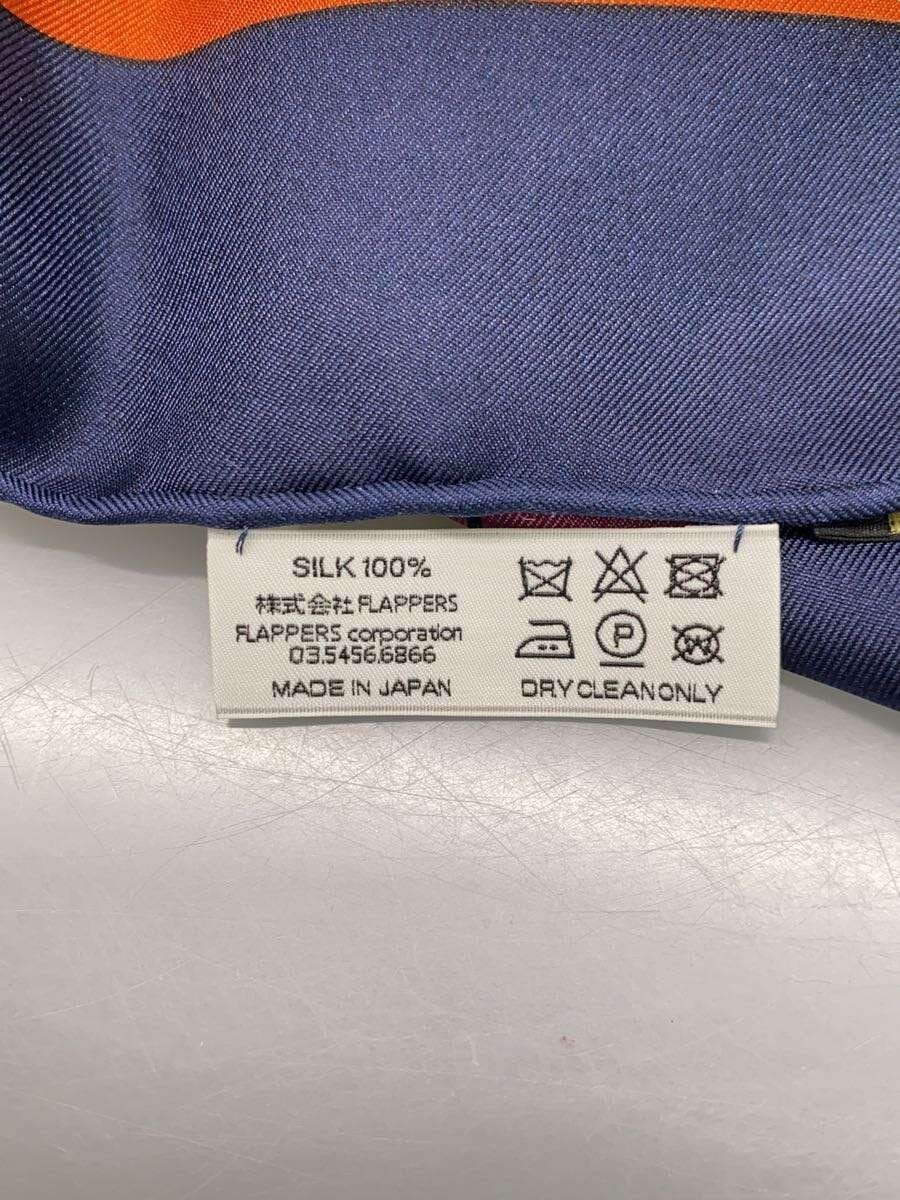 SILK 100%
株式会社 FLAPPERS
FLAPPERS corporation
03.5456.6866
MADE IN JAPAN
P
W
DRY CLEAN ONLY